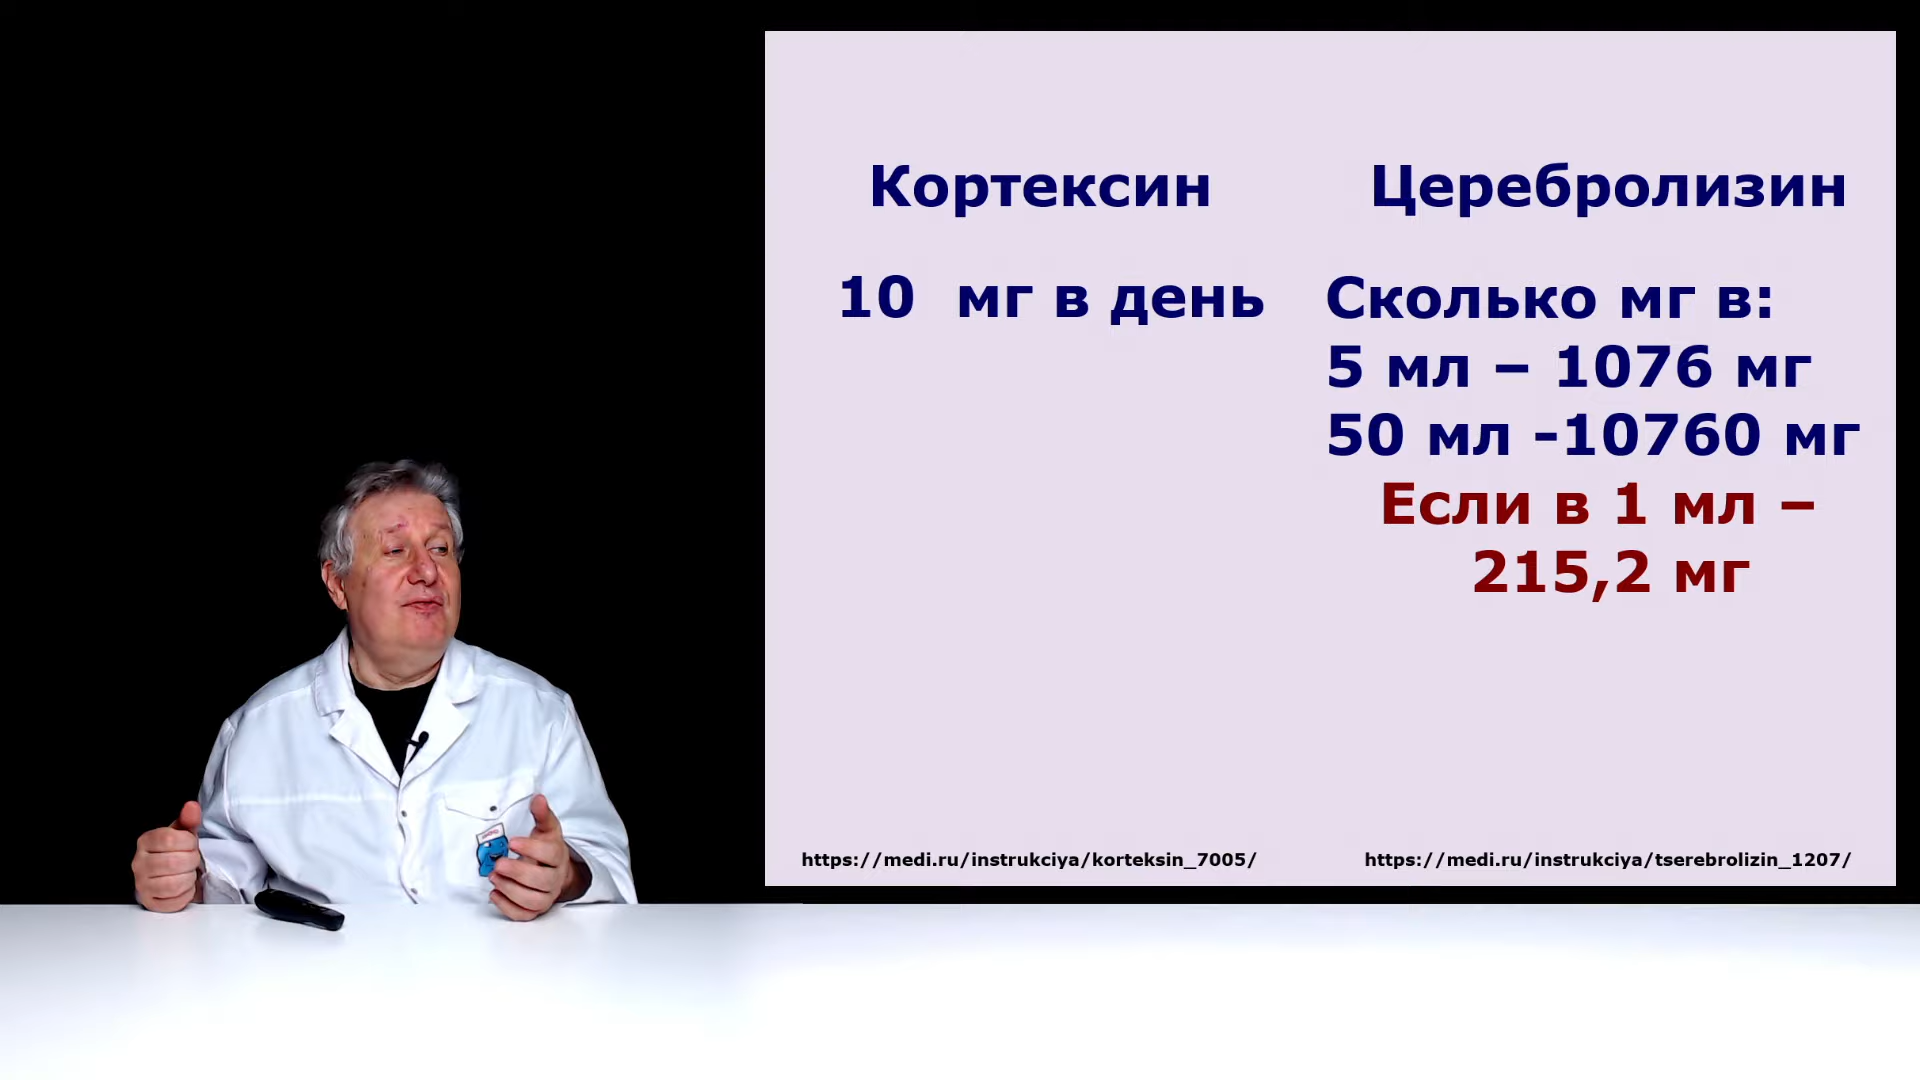 Кортексин
10 мг в день
Церебролизин
Сколько мг в:
5 мл – 1076 мг
50 мл -10760 мг
Если в 1 мл –
215,2 мг
https://medi.ru/instrukciya/korteksin_7005/
https://medi.ru/instrukciya/tserebrolizin_1207/